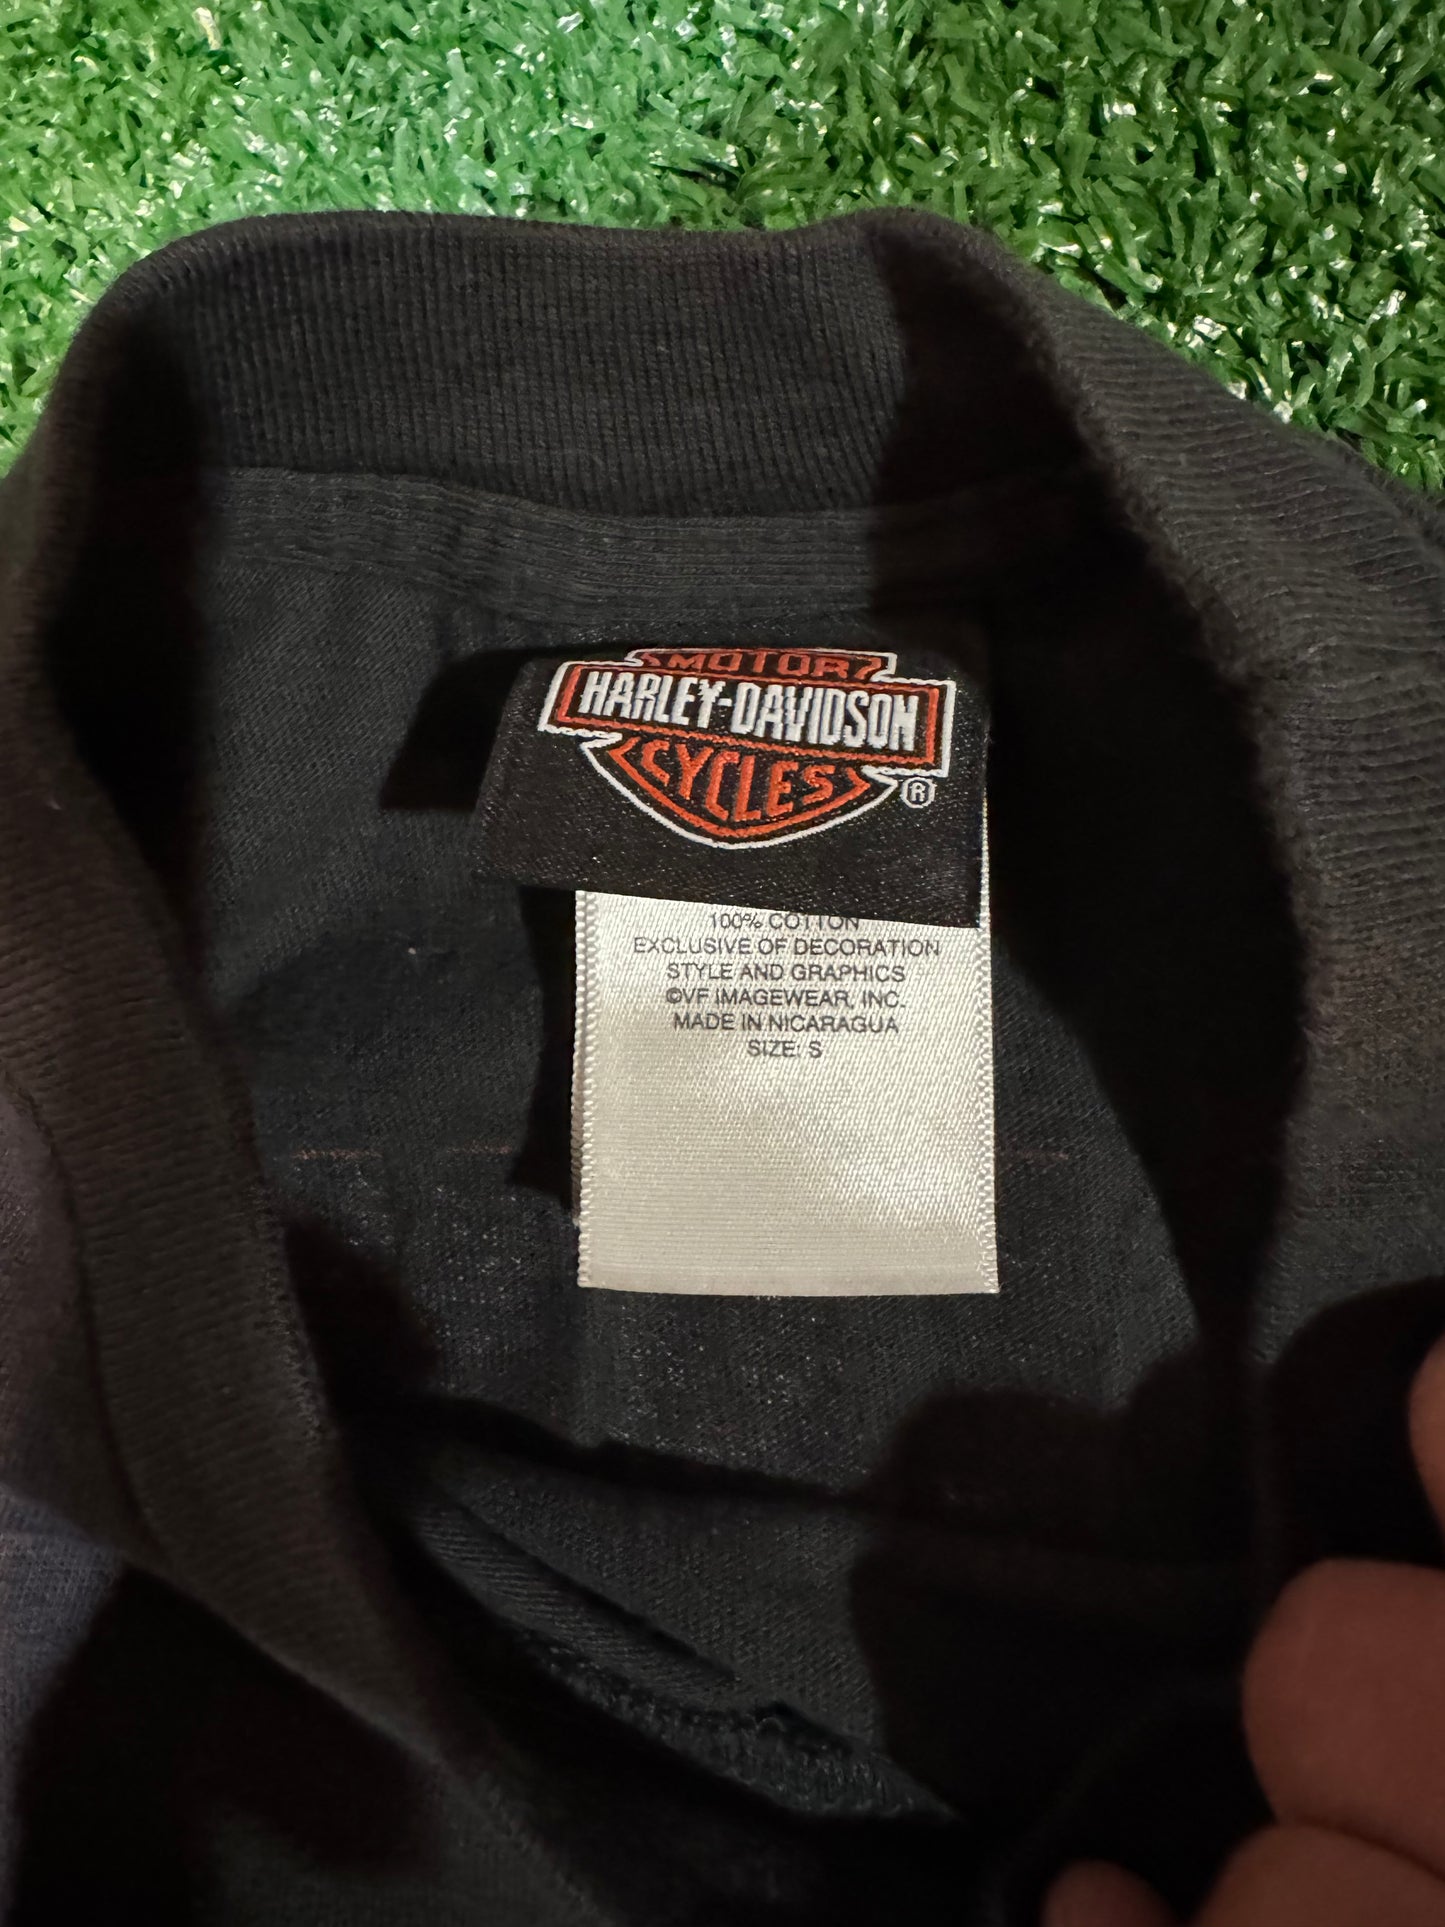 MOTOR
HARLEY-DAVIDSON
CYCLES
®
100% COTTON
EXCLUSIVE OF DECORATION
STYLE AND GRAPHICS
©VF IMAGEWEAR, INC.
MADE IN NICARAGUA
SIZE: S